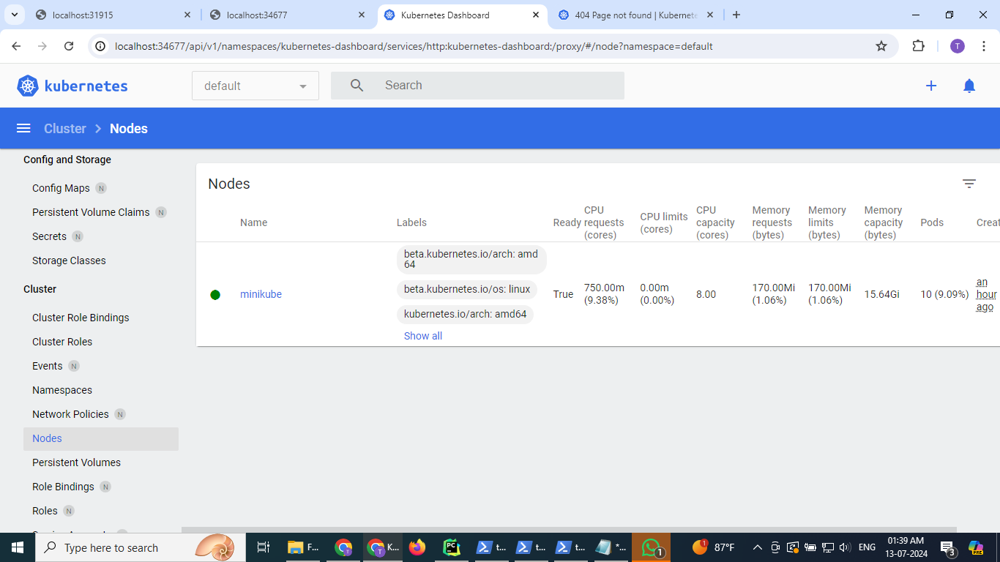 localhost:31915
localhost:34677
Kubernetes Dashboard
404 Page not found | Kubernete
localhost:34677/api/v1/namespaces/kubernetes-dashboard/services/http:kubernetes-dashboard:/proxy/#/node?namespace=default
T
kubernetes
default
Search
Cluster
Nodes
Config and Storage
Config Maps N
Persistent Volume Claims N
Secrets N
Storage Classes
Cluster
Cluster Role Bindings
Cluster Roles
Events N
Namespaces
Network Policies N
Nodes
Persistent Volumes
Role Bindings N
Roles N
Nodes
Name
Labels
Ready
CPU
requests
(cores)
CPU limits
(cores)
CPU
capacity
(cores)
Memory
requests
(bytes)
Memory
limits
(bytes)
Memory
capacity
(bytes)
Pods
Creat
minikube
beta.kubernetes.io/arch: amd
64
beta.kubernetes.io/os: linux
kubernetes.io/arch: amd64
Show all
True
750.00m
(9.38%)
0.00m
(0.00%)
8.00
170.00Mi
(1.06%)
170.00Mi
(1.06%)
15.64Gi
10 (9.09%)
an
hour
ago
Type here to search
F...
T
K...
PC
t...
t...
t...
*...
1
1
87°F
ENG
01:39 AM
13-07-2024
3
PRE